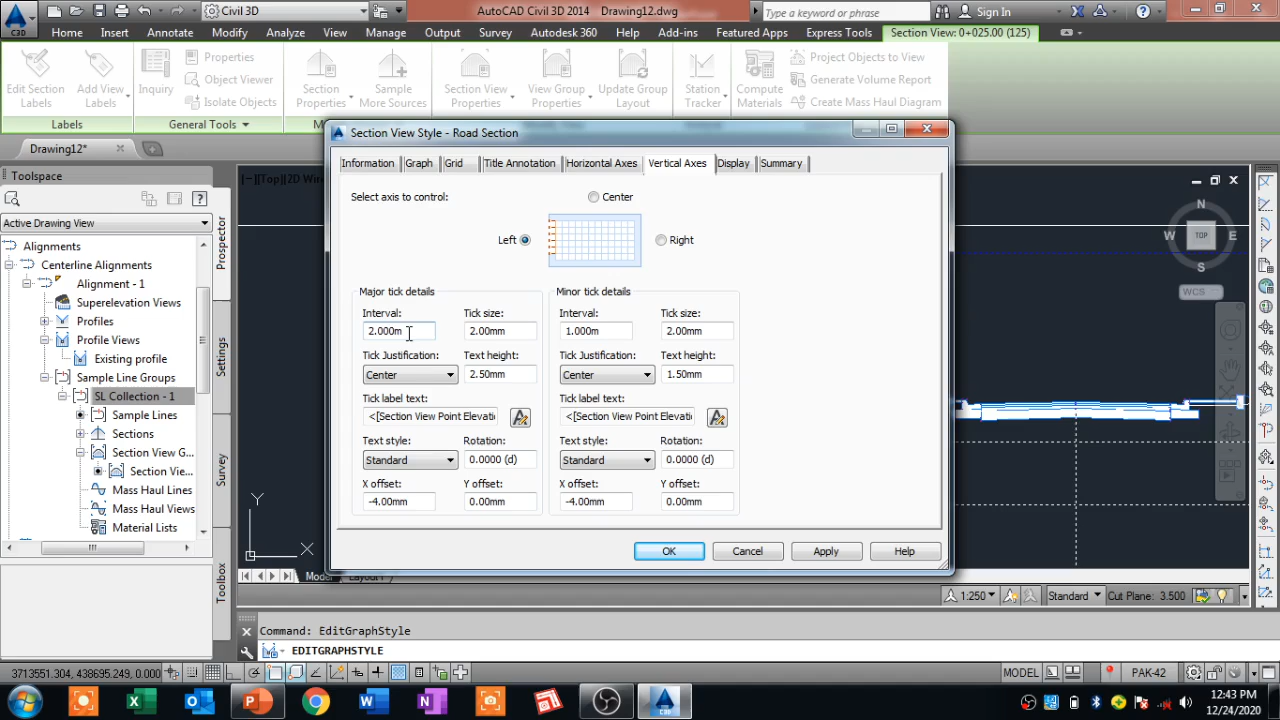 Civil 3D
AutoCAD Civil 3D 2014 Drawing12.dwg
Type a keyword or phrase
Sign In
Home Insert Annotate Modify Analyze View Manage Output Survey Autodesk 360 Help Add-ins Featured Apps Express Tools Section View: 0+025.00 (125)
Edit Section Labels
Add View Labels
Labels
Inquiry
Properties
Object Viewer
Isolate Objects
General Tools
Section Properties
Sample More Sources
Section View Properties
View Group Properties
Update Group Layout
Station Tracker
Compute Materials
Project Objects to View
Generate Volume Report
Create Mass Haul Diagram
Drawing12*
Toolspace
Active Drawing View
Alignments
Centerline Alignments
Alignment - 1
Superelevation Views
Profiles
Profile Views
Existing profile
Sample Line Groups
SL Collection - 1
Sample Lines
Sections
Section View G...
Section Vie...
Mass Haul Lines
Mass Haul Views
Material Lists
Prospector
Settings
Survey
Toolbox
Section View Style - Road Section
Information Graph Grid Title Annotation Horizontal Axes Vertical Axes Display Summary
Select axis to control:
Center
Left
Right
Major tick details
Interval: Tick size:
2.000m 2.00mm
Tick Justification: Text height:
Center 2.50mm
Tick label text:
<[Section View Point Elevati
Text style: Rotation:
Standard 0.0000 (d)
X offset: Y offset:
-4.00mm 0.00mm
Minor tick details
Interval: Tick size:
1.000m 2.00mm
Tick Justification: Text height:
Center 1.50mm
Tick label text:
<[Section View Point Elevati
Text style: Rotation:
Standard 0.0000 (d)
X offset: Y offset:
-4.00mm 0.00mm
OK Cancel Apply Help
[-][Top][2D Wir
N
W TOP E
S
WCS
Y
X
Model
1:250 Standard Cut Plane: 3.500
Command: EditGraphStyle
EDITGRAPHSTYLE
3713551.304, 438695.249, 0.000
MODEL
PAK-42
12:43 PM
12/24/2020